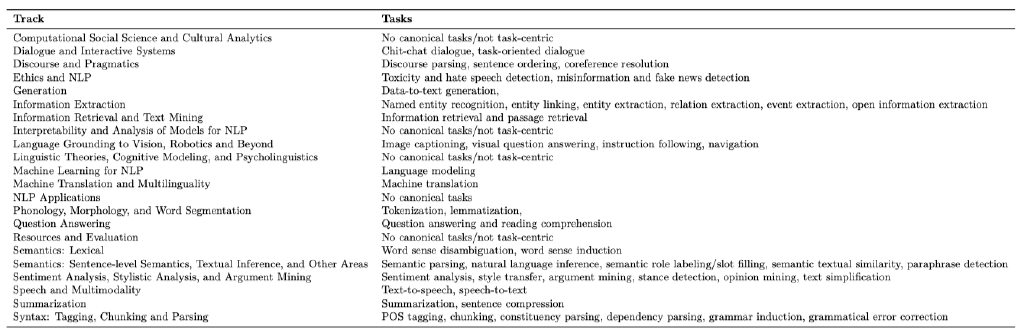 Track Tasks
Computational Social Science and Cultural Analytics No canonical tasks/not task-centric
Dialogue and Interactive Systems Chit-chat dialogue, task-oriented dialogue
Discourse and Pragmatics Discourse parsing, sentence ordering, coreference resolution
Ethics and NLP Toxicity and hate speech detection, misinformation and fake news detection
Generation Data-to-text generation,
Information Extraction Named entity recognition, entity linking, entity extraction, relation extraction, event extraction, open information extraction
Information Retrieval and Text Mining Information retrieval and passage retrieval
Interpretability and Analysis of Models for NLP No canonical tasks/not task-centric
Language Grounding to Vision, Robotics and Beyond Image captioning, visual question answering, instruction following, navigation
Linguistic Theories, Cognitive Modeling, and Psycholinguistics No canonical tasks/not task-centric
Machine Learning for NLP Language modeling
Machine Translation and Multilinguality Machine translation
NLP Applications No canonical tasks
Phonology, Morphology, and Word Segmentation Tokenization, lemmatization,
Question Answering Question answering and reading comprehension
Resources and Evaluation No canonical tasks/not task-centric
Semantics: Lexical Word sense disambiguation, word sense induction
Semantics: Sentence-level Semantics, Textual Inference, and Other Areas Semantic parsing, natural language inference, semantic role labeling/slot filling, semantic textual similarity, paraphrase detection
Sentiment Analysis, Stylistic Analysis, and Argument Mining Sentiment analysis, style transfer, argument mining, stance detection, opinion mining, text simplification
Speech and Multimodality Text-to-speech, speech-to-text
Summarization Summarization, sentence compression
Syntax: Tagging, Chunking and Parsing POS tagging, chunking, constituency parsing, dependency parsing, grammar induction, grammatical error correction